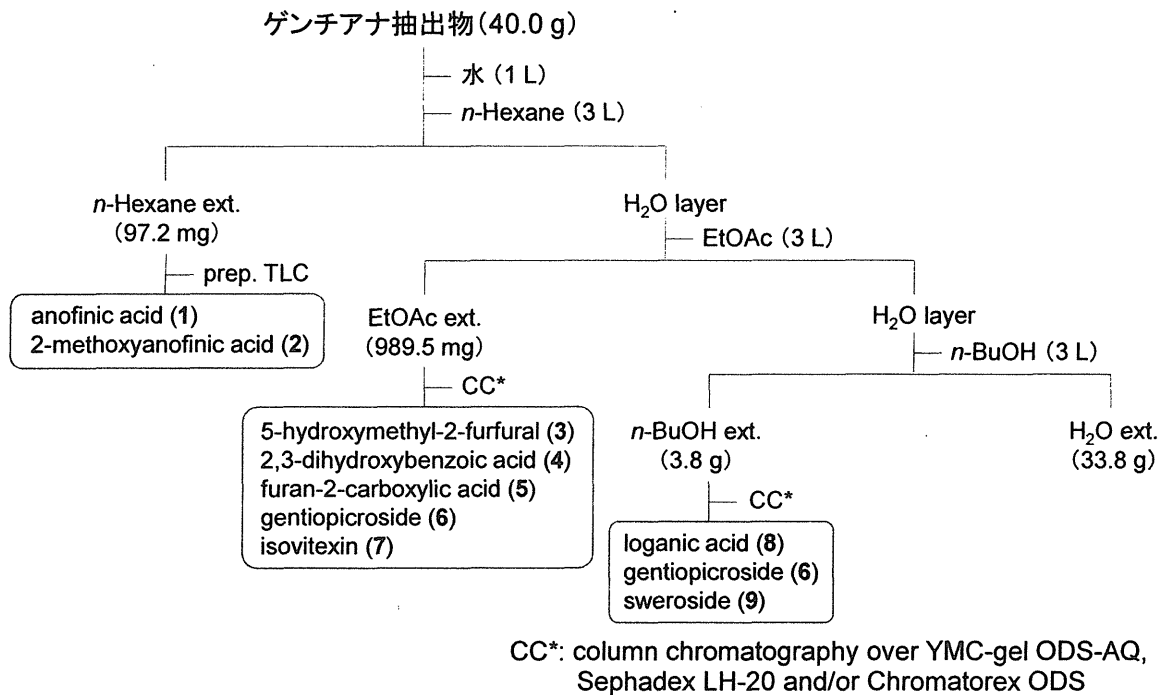 ゲンチアナ抽出物(40.0 g)
水 (1 L)
n-Hexane (3 L)
n-Hexane ext.
(97.2 mg)
H₂O layer
EtOAc (3 L)
prep. TLC
anofinic acid (1)
2-methoxyanofinic acid (2)
EtOAc ext.
(989.5 mg)
H₂O layer
n-BuOH (3 L)
CC*
5-hydroxymethyl-2-furfural (3)
2,3-dihydroxybenzoic acid (4)
furan-2-carboxylic acid (5)
gentiopicroside (6)
isovitexin (7)
n-BuOH ext.
(3.8 g)
H₂O ext.
(33.8 g)
CC*
loganic acid (8)
gentiopicroside (6)
sweroside (9)
CC*: column chromatography over YMC-gel ODS-AQ,
Sephadex LH-20 and/or Chromatorex ODS